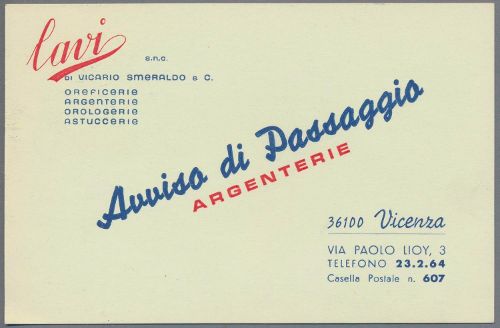 Lavi
s.n.c.
DI VICARIO SMERALDO & C.
OREFICERIE
ARGENTERIE
OROLOGERIE
ASTUCCERIE
Avviso di Passaggio
ARGENTERIE
36100 Vicenza
VIA PAOLO LIOY, 3
TELEFONO 23.2.64
Casella Postale n. 607